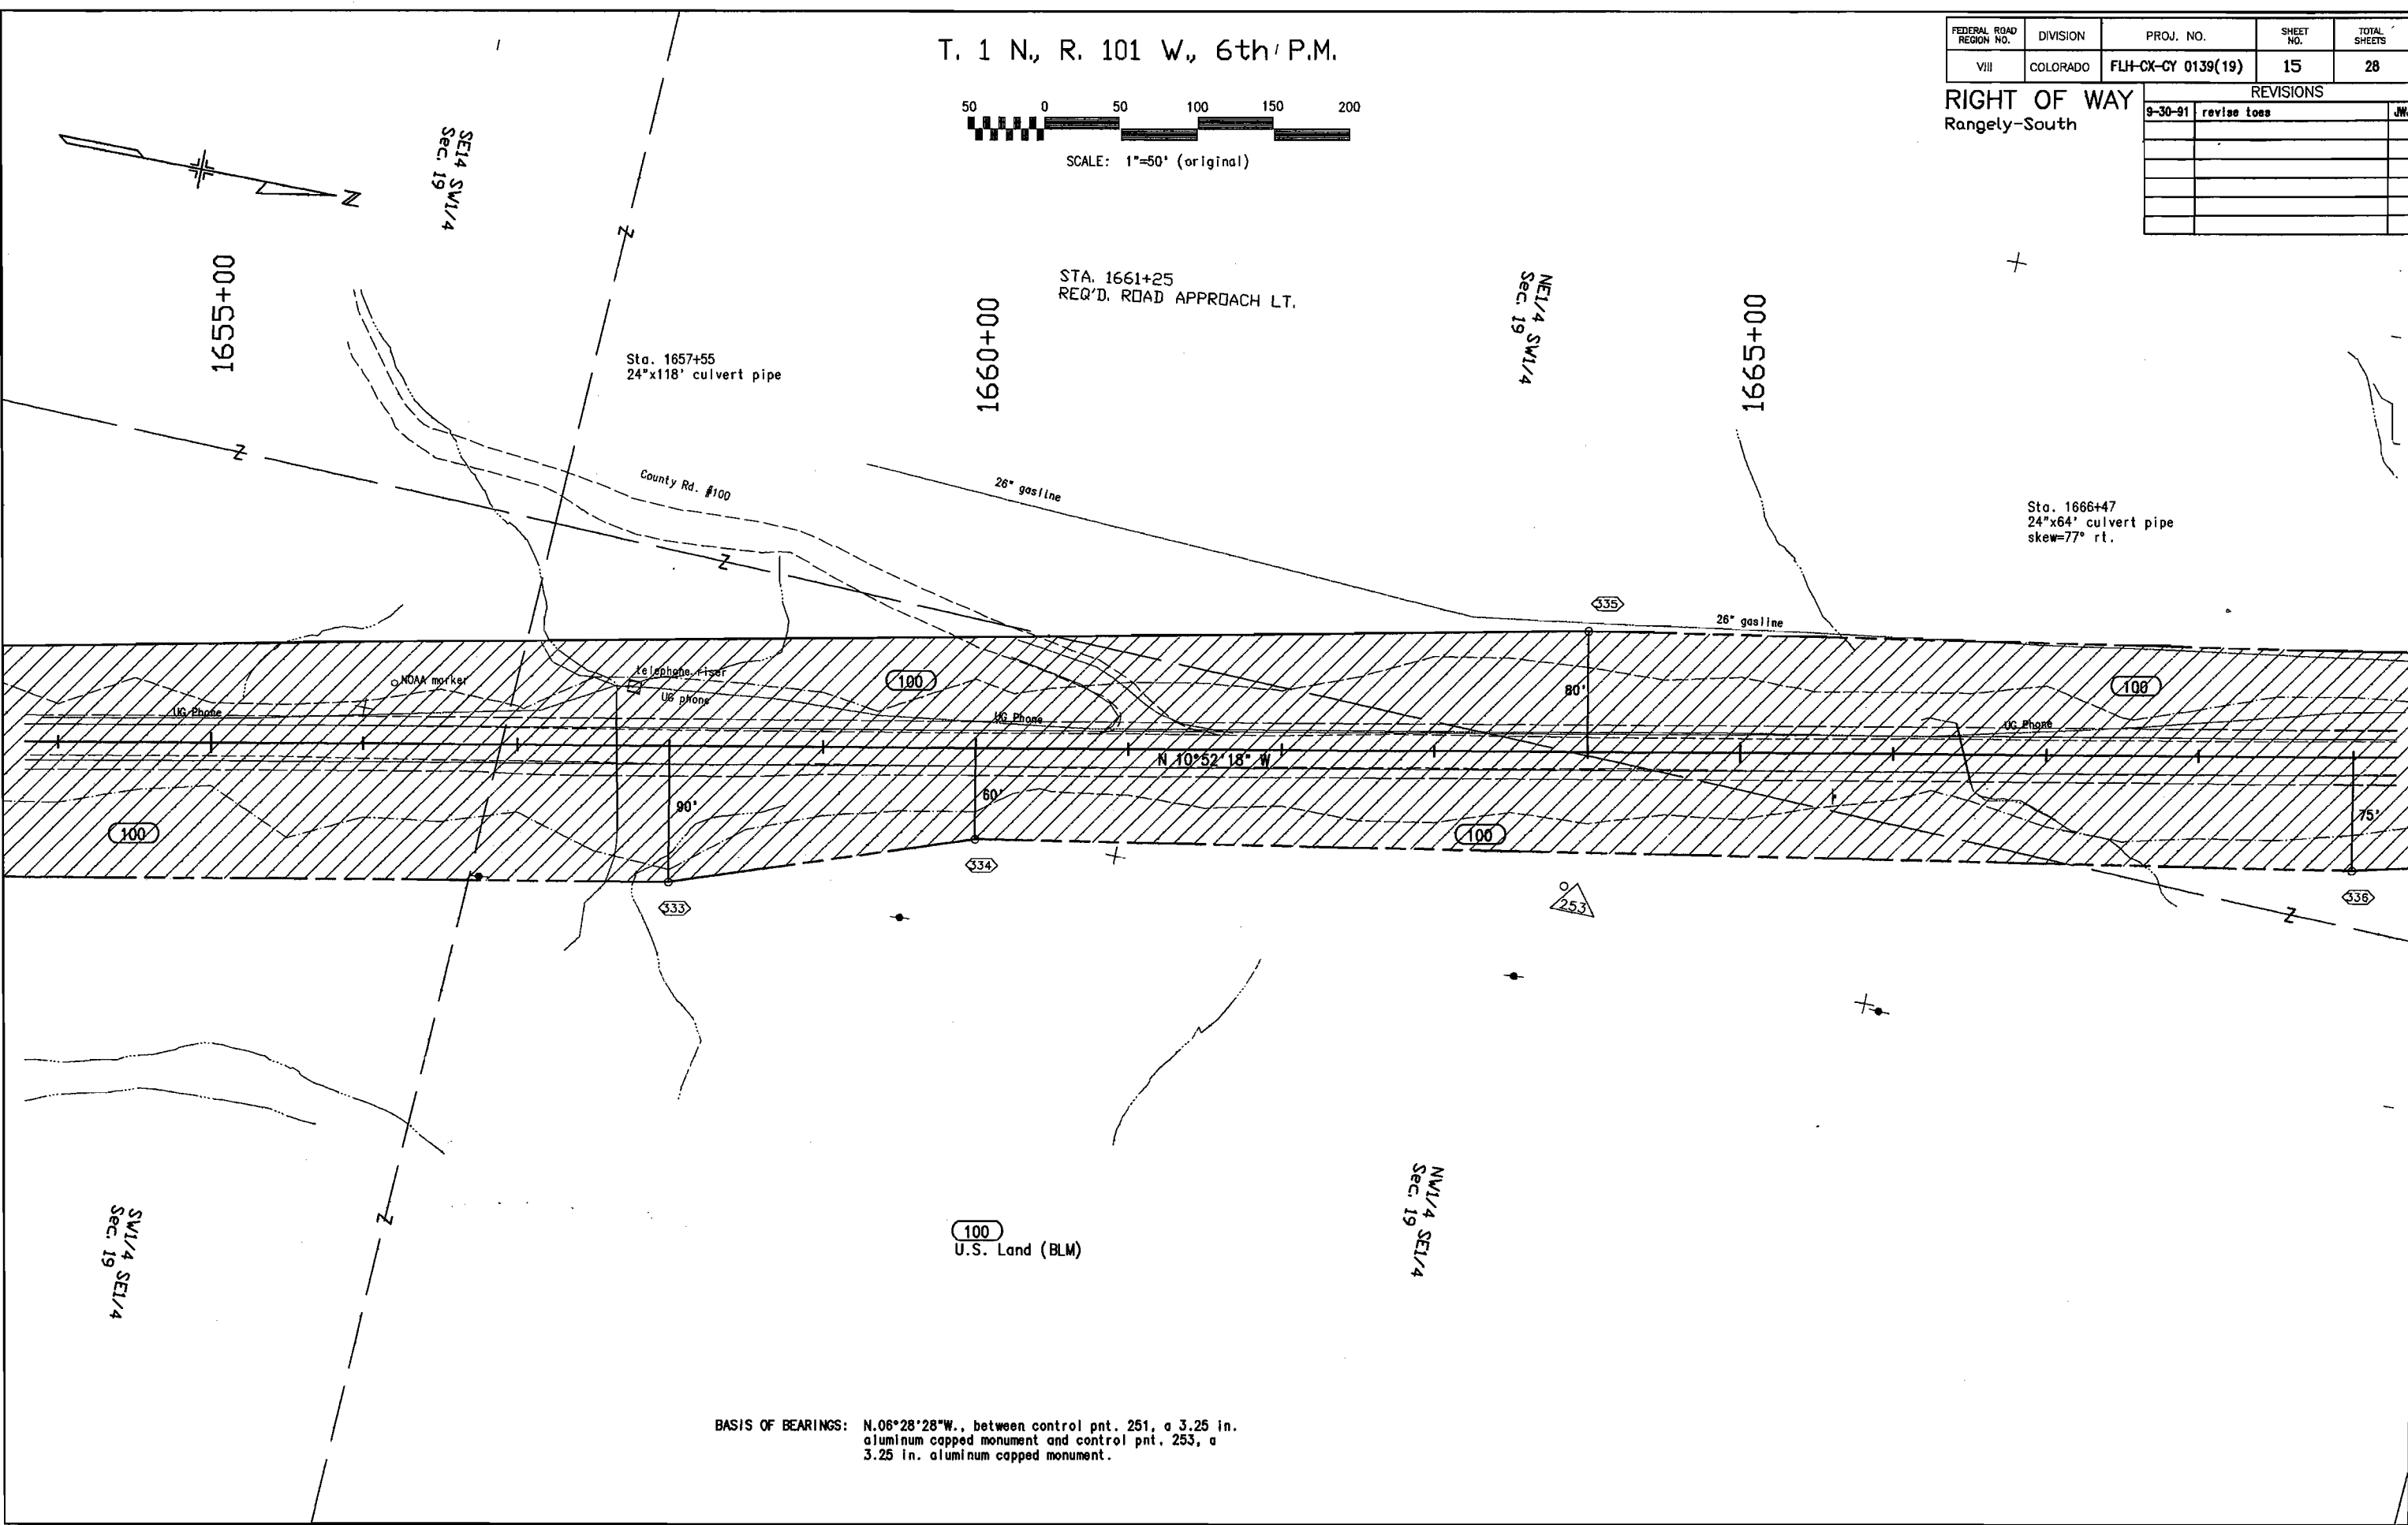 T. 1 N., R. 101 W., 6th P.M.
50 0 50 100 150 200
SCALE: 1"=50' (original)
FEDERAL ROAD REGION NO. DIVISION PROJ. NO. SHEET NO. TOTAL SHEETS
VIII COLORADO FLH-CX-CY 0139(19) 15 28
RIGHT OF WAY
Rangely-South
REVISIONS
9-30-91 revise toes
N
SE14 SW1/4
Sec. 19
1655+00
Sta. 1657+55
24"x118' culvert pipe
1660+00
STA. 1661+25
REQ'D. ROAD APPROACH LT.
NE1/4 SW1/4
Sec. 19
1665+00
Sta. 1666+47
24"x64' culvert pipe
skew=77° rt.
County Rd. #100
26" gasline
335
26" gasline
NOAA marker
telephone riser
UG phone
100
100
UG Phone
UG Phone
UG Phone
80'
N 10°52'18" W
90'
60'
75'
100
100
333
334
253
336
SW1/4 SE1/4
Sec. 19
NW1/4 SE1/4
Sec. 19
100
U.S. Land (BLM)
BASIS OF BEARINGS: N.06°28'28"W., between control pnt. 251, a 3.25 in.
aluminum capped monument and control pnt. 253, a
3.25 in. aluminum capped monument.